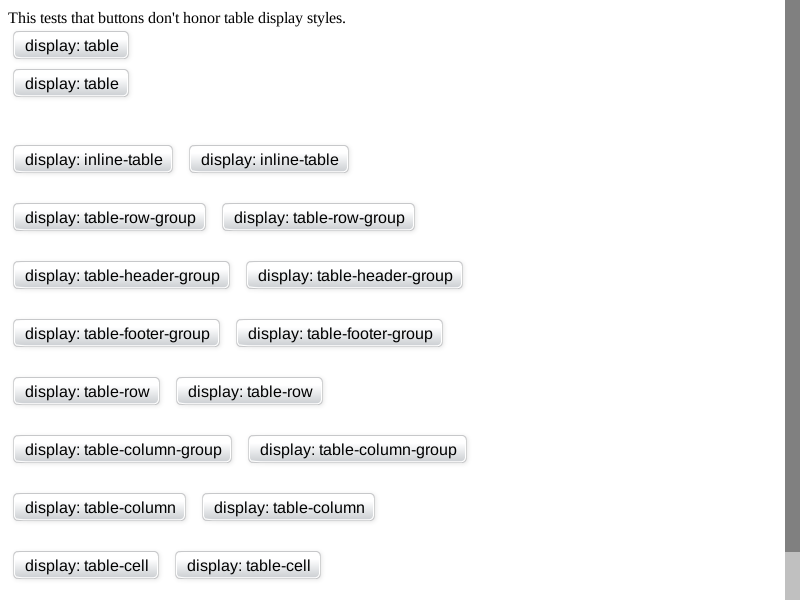 This tests that buttons don't honor table display styles.
display: table
display: table
display: inline-table display: inline-table
display: table-row-group display: table-row-group
display: table-header-group display: table-header-group
display: table-footer-group display: table-footer-group
display: table-row display: table-row
display: table-column-group display: table-column-group
display: table-column display: table-column
display: table-cell display: table-cell